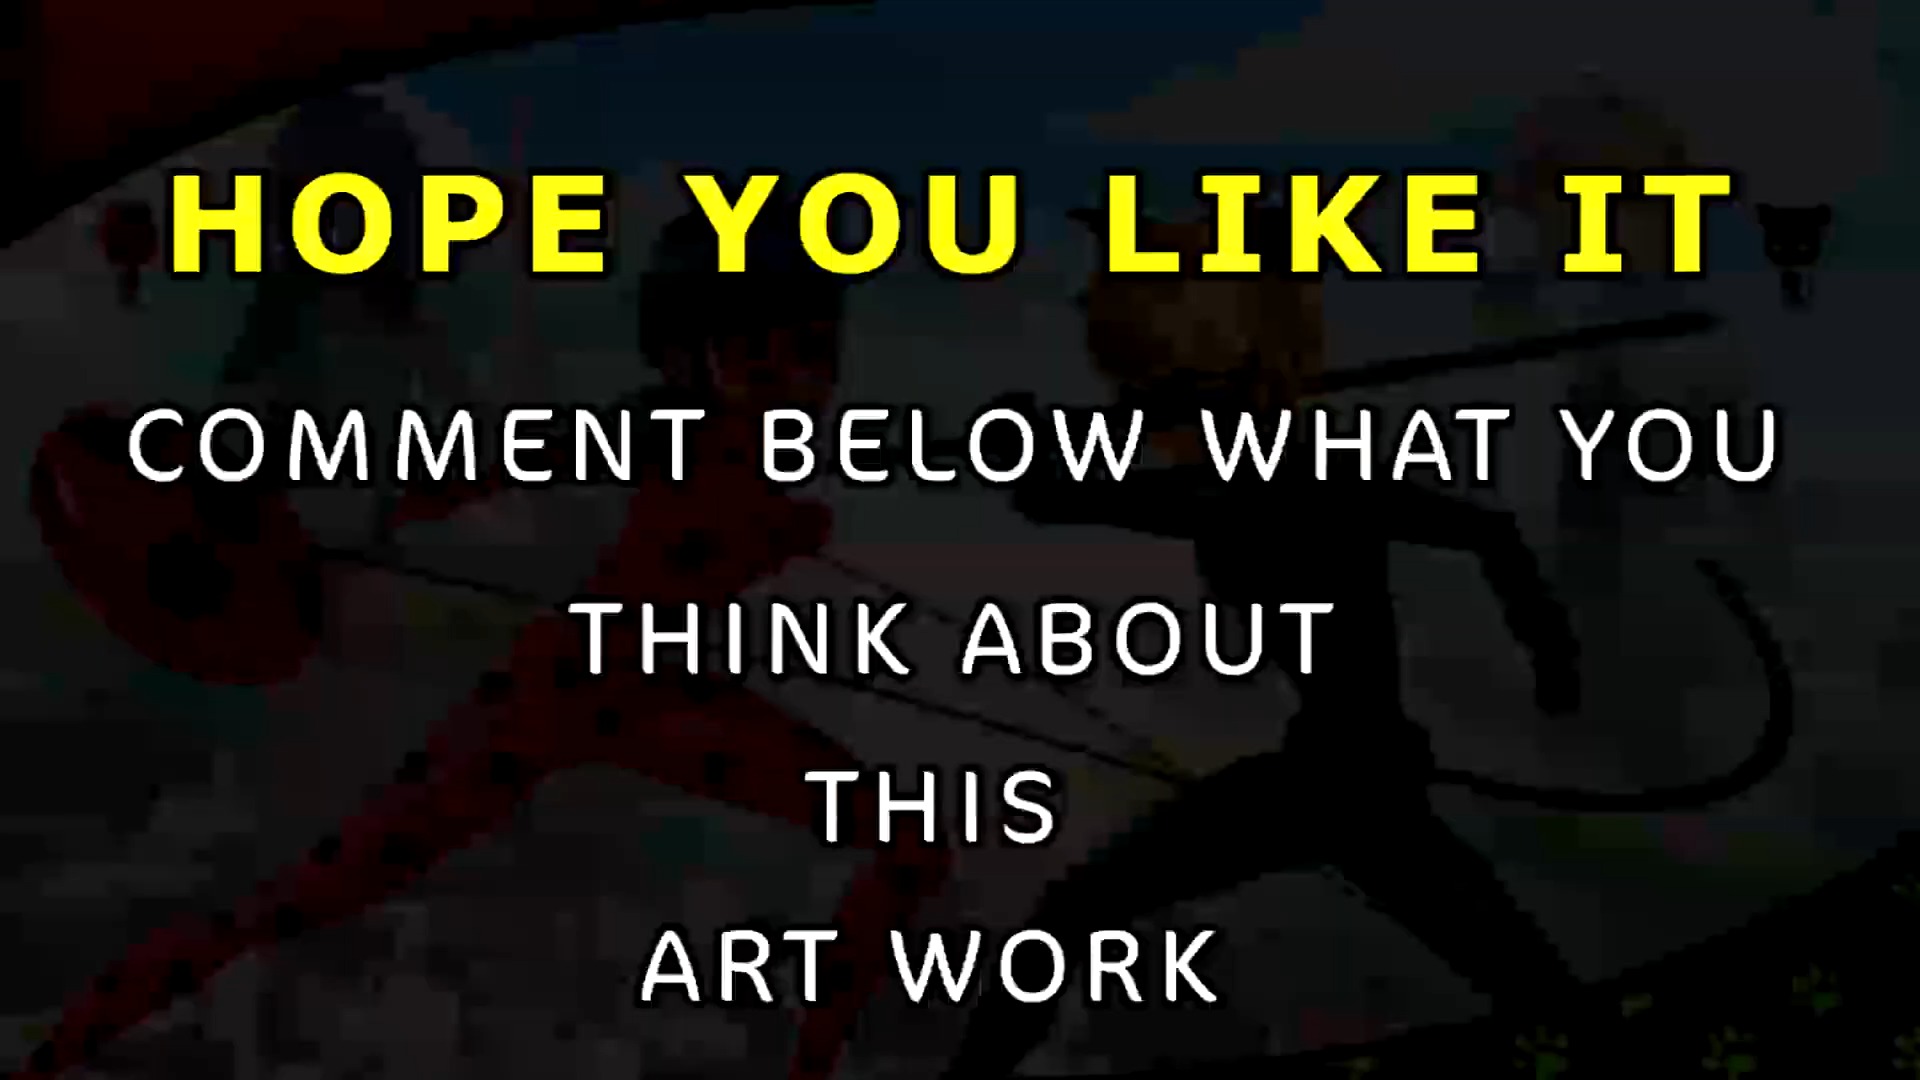 HOPE YOU LIKE IT
COMMENT BELOW WHAT YOU
THINK ABOUT
THIS
ART WORK